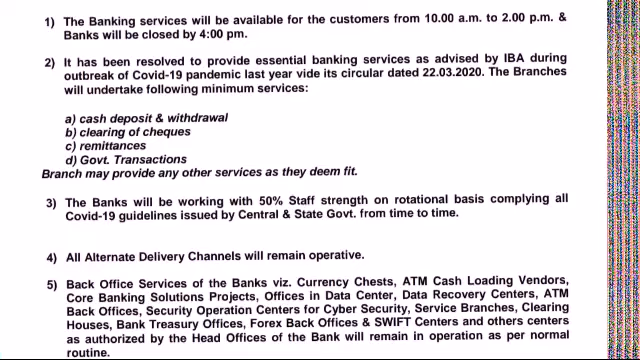 1) The Banking services will be available for the customers from 10.00 a.m. to 2.00 p.m. &
Banks will be closed by 4:00 pm.
2) It has been resolved to provide essential banking services as advised by IBA during
outbreak of Covid-19 pandemic last year vide its circular dated 22.03.2020. The Branches
will undertake following minimum services:
a) cash deposit & withdrawal
b) clearing of cheques
c) remittances
d) Govt. Transactions
Branch may provide any other services as they deem fit.
3) The Banks will be working with 50% Staff strength on rotational basis complying all
Covid-19 guidelines issued by Central & State Govt. from time to time.
4) All Alternate Delivery Channels will remain operative.
5) Back Office Services of the Banks viz. Currency Chests, ATM Cash Loading Vendors,
Core Banking Solutions Projects, Offices in Data Center, Data Recovery Centers, ATM
Back Offices, Security Operation Centers for Cyber Security, Service Branches, Clearing
Houses, Bank Treasury Offices, Forex Back Offices & SWIFT Centers and others centers
as authorized by the Head Offices of the Bank will remain in operation as per normal
routine.